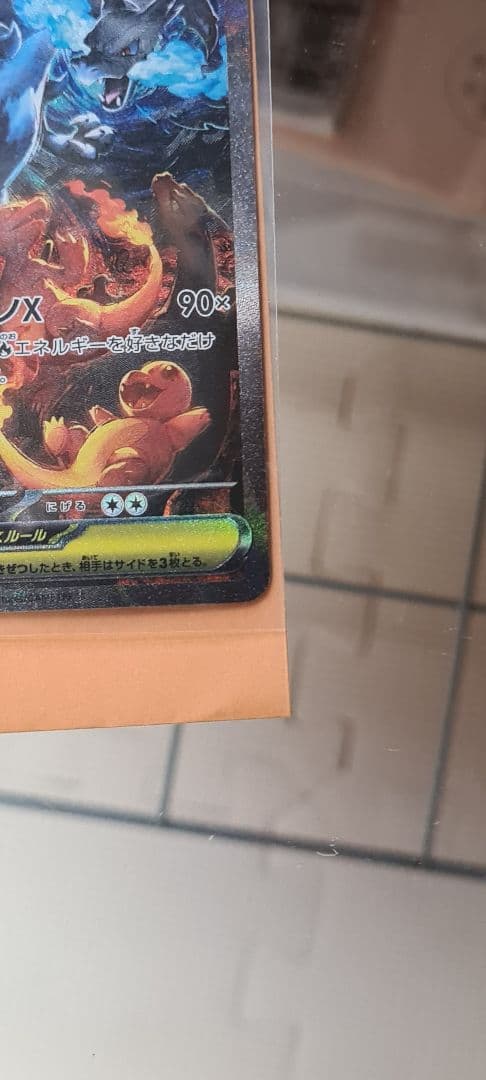 ンX 90×
エネルギーを好きなだけ
。
にげる
ルール
きぜつしたとき、相手はサイドを3枚とる。